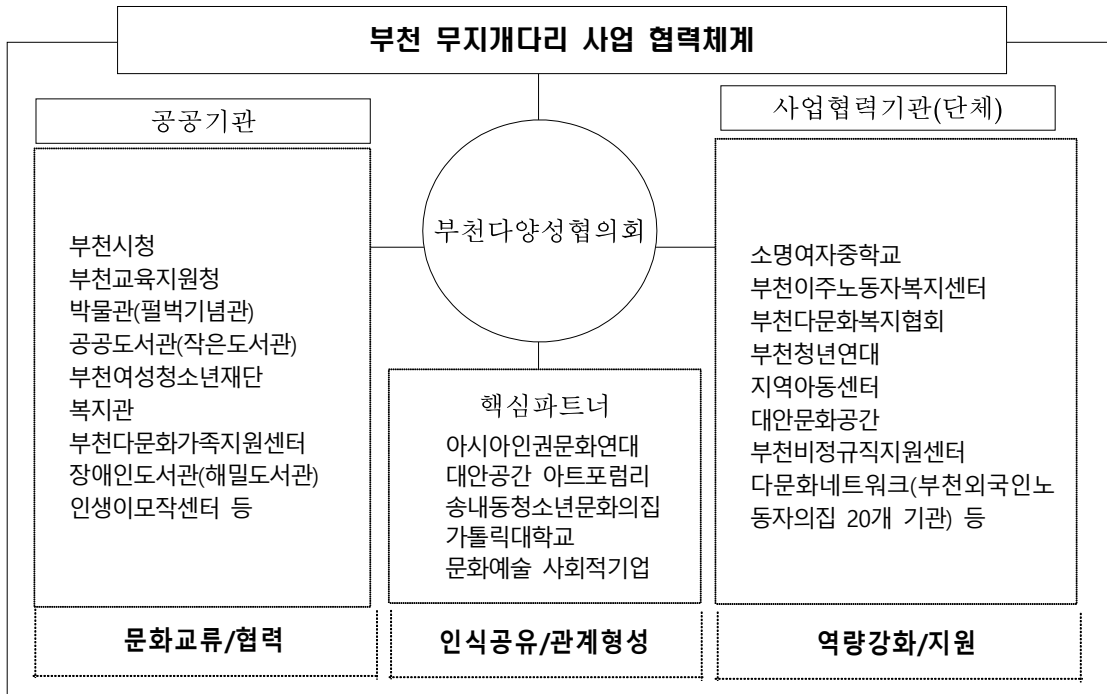 부천 무지개다리 사업 협력체계
공공기관
부천시청
부천교육지원청
박물관(펄벅기념관)
공공도서관(작은도서관)
부천여성청소년재단
복지관
부천다문화가족지원센터
장애인도서관(해밀도서관)
인생이모작센터 등
문화교류/협력
부천다양성협의회
핵심파트너
아시아인권문화연대
대안공간 아트포럼리
송내동청소년문화의집
가톨릭대학교
문화예술 사회적기업
인식공유/관계형성
사업협력기관(단체)
소명여자중학교
부천이주노동자복지센터
부천다문화복지협회
부천청년연대
지역아동센터
대안문화공간
부천비정규직지원센터
다문화네트워크(부천외국인노
동자의집 20개 기관) 등
역량강화/지원